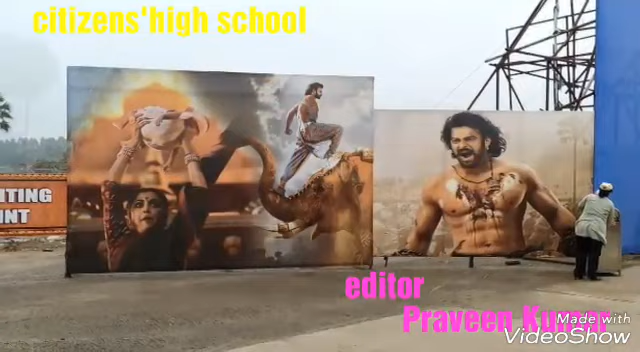 citizens'high school
ITING
INT
editor
Praveen Kumar
Made with
VideoShow